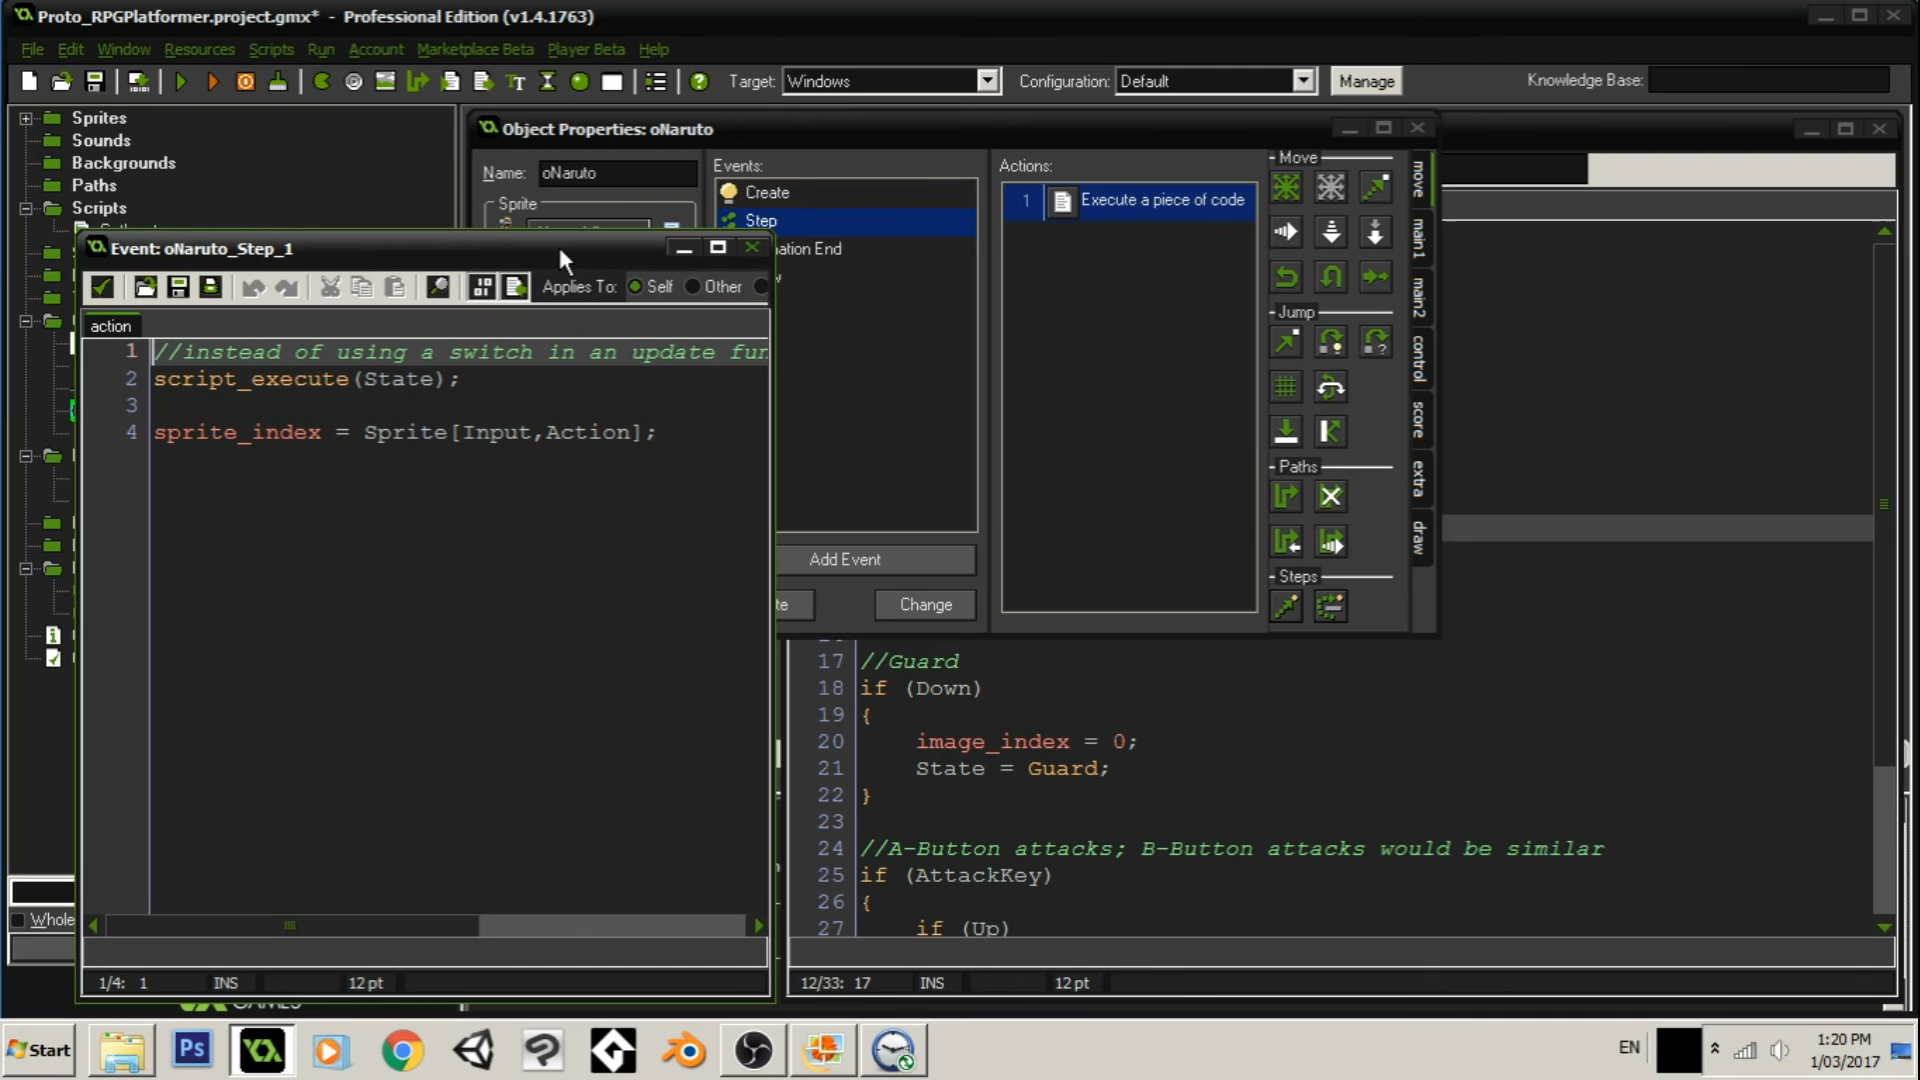 Proto_RPGPlatformer.project.gmx* - Professional Edition (v1.4.1763)
File Edit Window Resources Scripts Run Account Marketplace Beta Player Beta Help
Target: Windows Configuration: Default Manage Knowledge Base:
Sprites
Sounds
Backgrounds
Paths
Scripts
Whole
Object Properties: oNaruto
Name: oNaruto
Sprite
Events:
Create
Step
ation End
Add Event
te
Change
Actions:
1 Execute a piece of code
Move
Jump
Paths
Steps
move
main1
main2
control
score
extra
draw
Event: oNaruto_Step_1
Applies To: Self Other
action
1 //instead of using a switch in an update fun
2 script_execute(State);
3
4 sprite_index = Sprite[Input,Action];
1/4: 1 INS 12 pt
17 //Guard
18 if (Down)
19 {
20 image_index = 0;
21 State = Guard;
22 }
23
24 //A-Button attacks; B-Button attacks would be similar
25 if (AttackKey)
26 {
27 if (Up)
12/33: 17 INS 12 pt
Start
Ps
EN
1:20 PM
1/03/2017